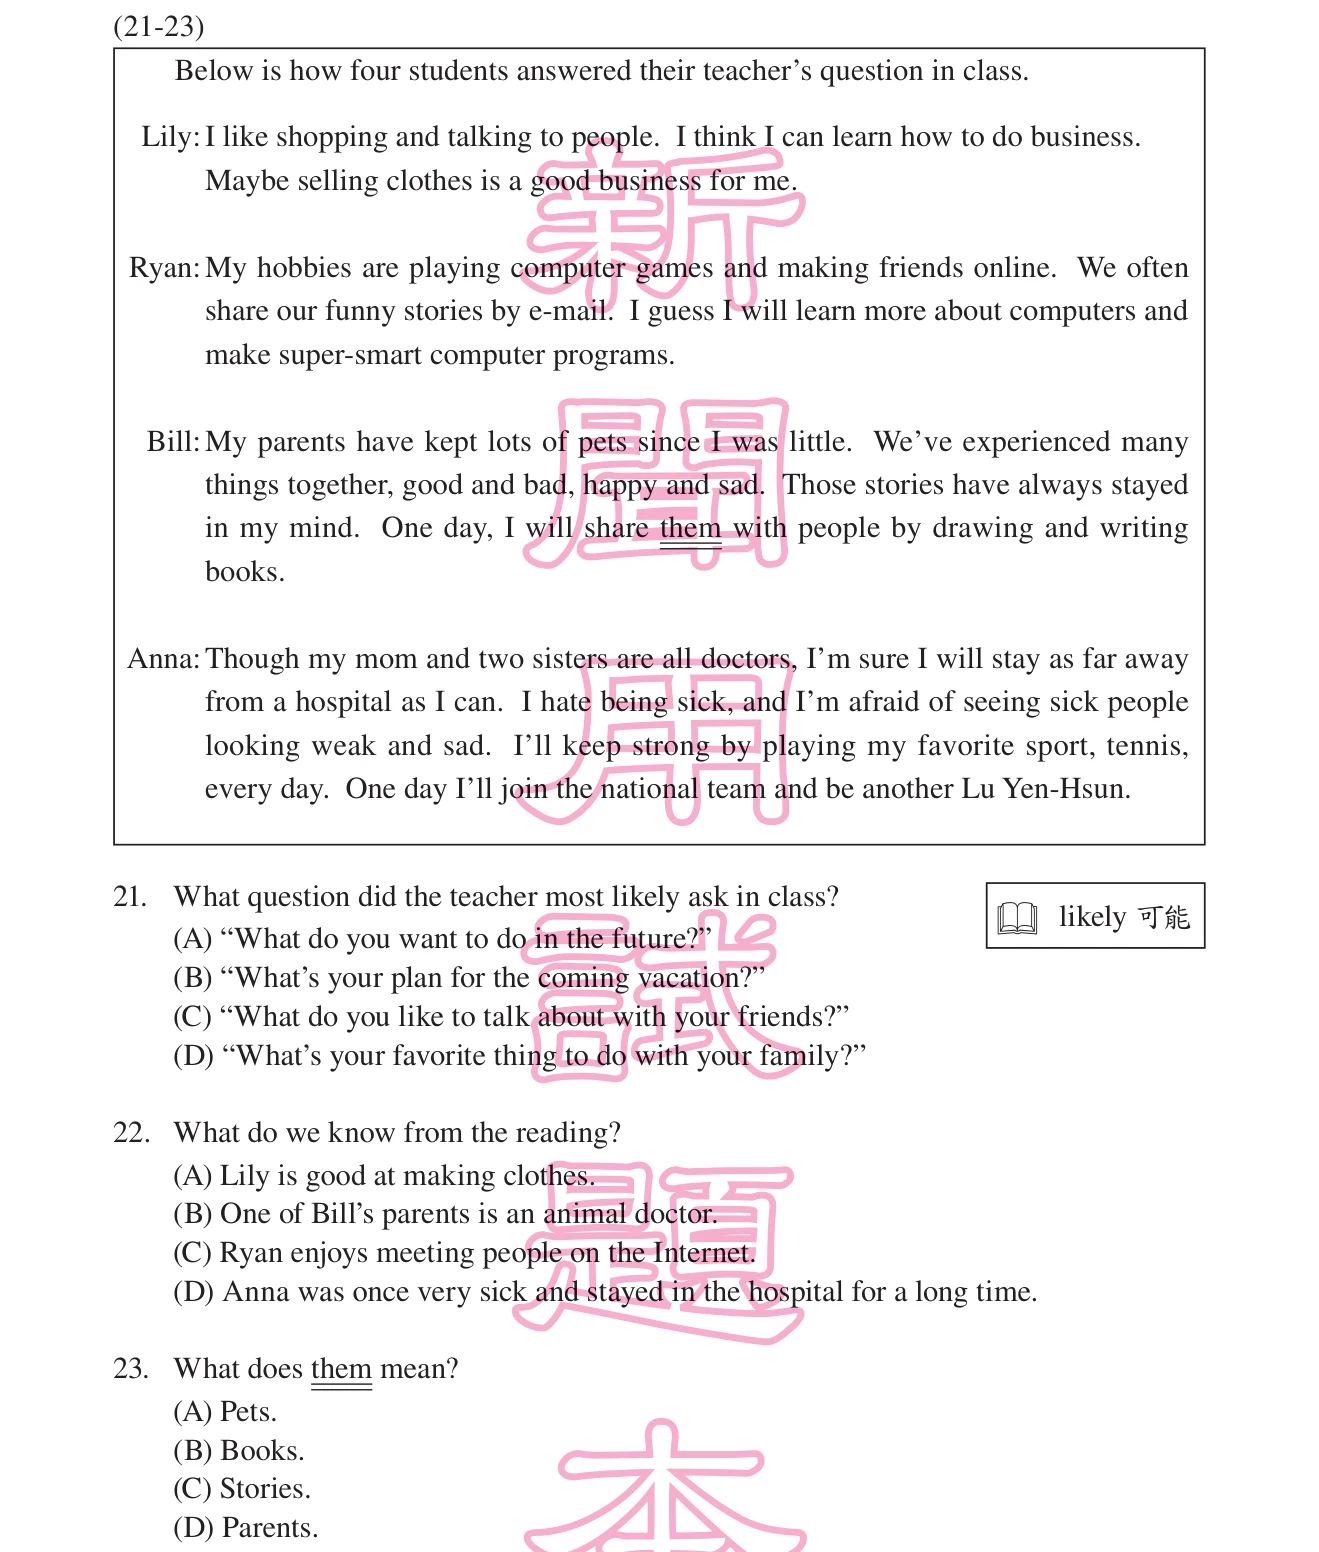 (21-23)
Below is how four students answered their teacher's question in class.
Lily: I like shopping and talking to people. I think I can learn how to do business.
Maybe selling clothes is a good business for me.
Ryan: My hobbies are playing computer games and making friends online. We often
share our funny stories by e-mail. I guess I will learn more about computers and
make super-smart computer programs.
Bill: My parents have kept lots of pets since I was little. We've experienced many
things together, good and bad, happy and sad. Those stories have always stayed
in my mind. One day, I will share them with people by drawing and writing
books.
Anna: Though my mom and two sisters are all doctors, I'm sure I will stay as far away
from a hospital as I can. I hate being sick, and I'm afraid of seeing sick people
looking weak and sad. I'll keep strong by playing my favorite sport, tennis,
every day. One day I'll join the national team and be another Lu Yen-Hsun.
21. What question did the teacher most likely ask in class?
likely 可能
(A) “What do you want to do in the future?”
(B) “What's your plan for the coming vacation?”
(C) “What do you like to talk about with your friends?”
(D) “What's your favorite thing to do with your family?”
22. What do we know from the reading?
(A) Lily is good at making clothes.
(B) One of Bill's parents is an animal doctor.
(C) Ryan enjoys meeting people on the Internet.
(D) Anna was once very sick and stayed in the hospital for a long time.
23. What does them mean?
(A) Pets.
(B) Books.
(C) Stories.
(D) Parents.
新
聞
用
試
題
本